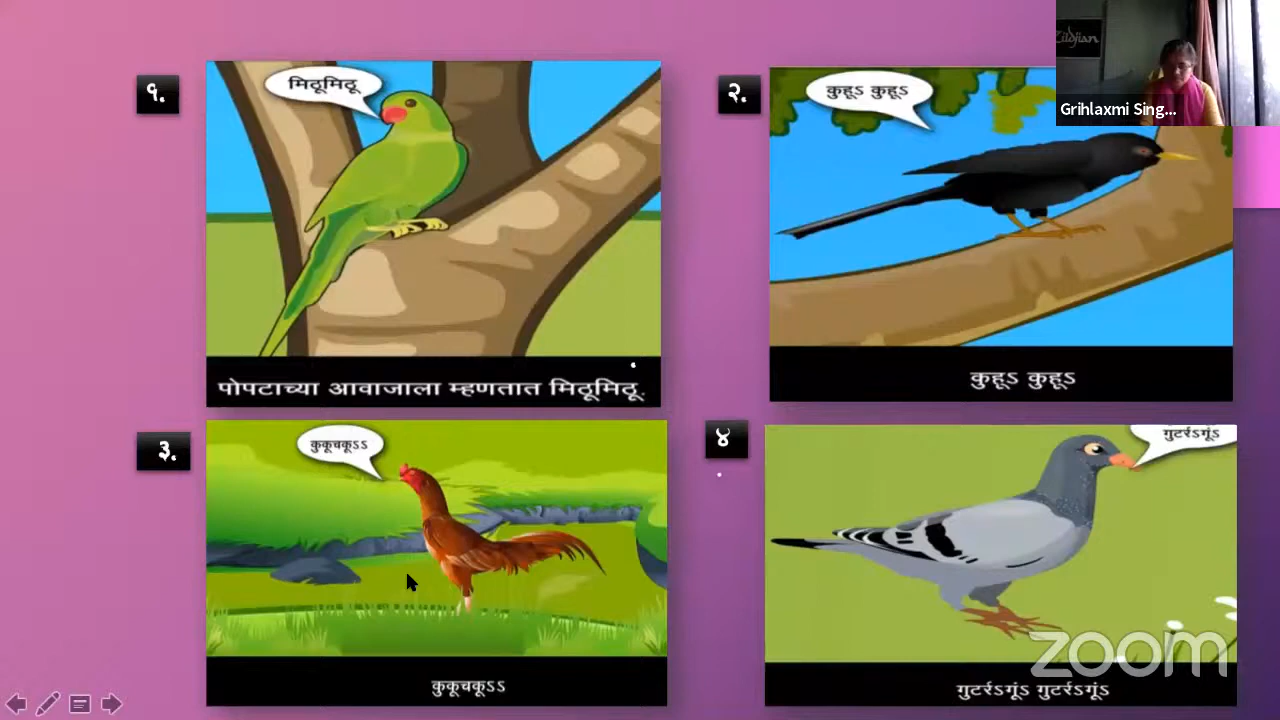 Zildjian
Grihlaxmi Sing...
१.
मिठूमिठू
पोपटाच्या आवाजाला म्हणतात मिठूमिठू.
२.
कुहूऽ कुहूऽ
कुहूऽ कुहूऽ
३.
कुकूचकूऽऽ
कुकूचकूऽऽ
४
गुटर्रऽगूंऽ
गुटर्रऽगूंऽ गुटर्रऽगूंऽ
zoom